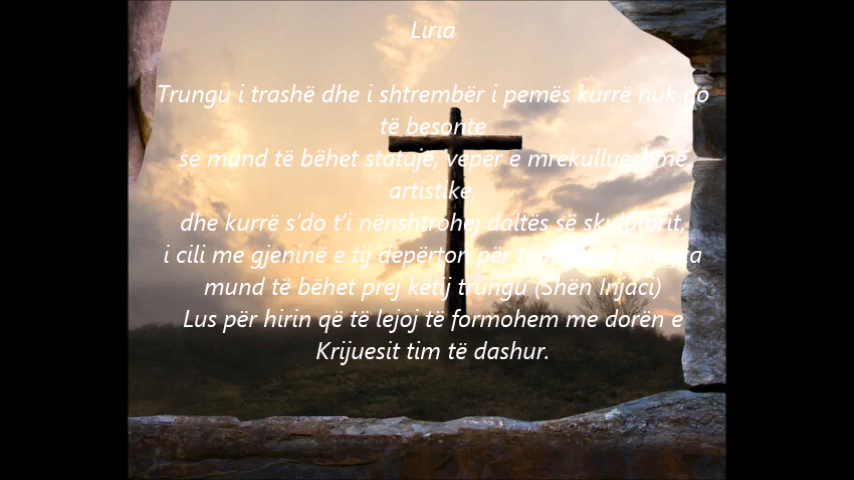 Liria
Trungu i trashë dhe i shtrembër i pemës kurrë nuk do
të besonte
se mund të bëhet statujë, vepër e mrekullueshme
artistike,
dhe kurrë s'do t'i nënshtrohej daltës së skulptorit,
i cili me gjeninë e tij depërton për të
mund të bëhet prej këtij trungu (Shën Injaci)
Lus për hirin që të lejoj të formohem me dorën e
Krijuesit tim të dashur.